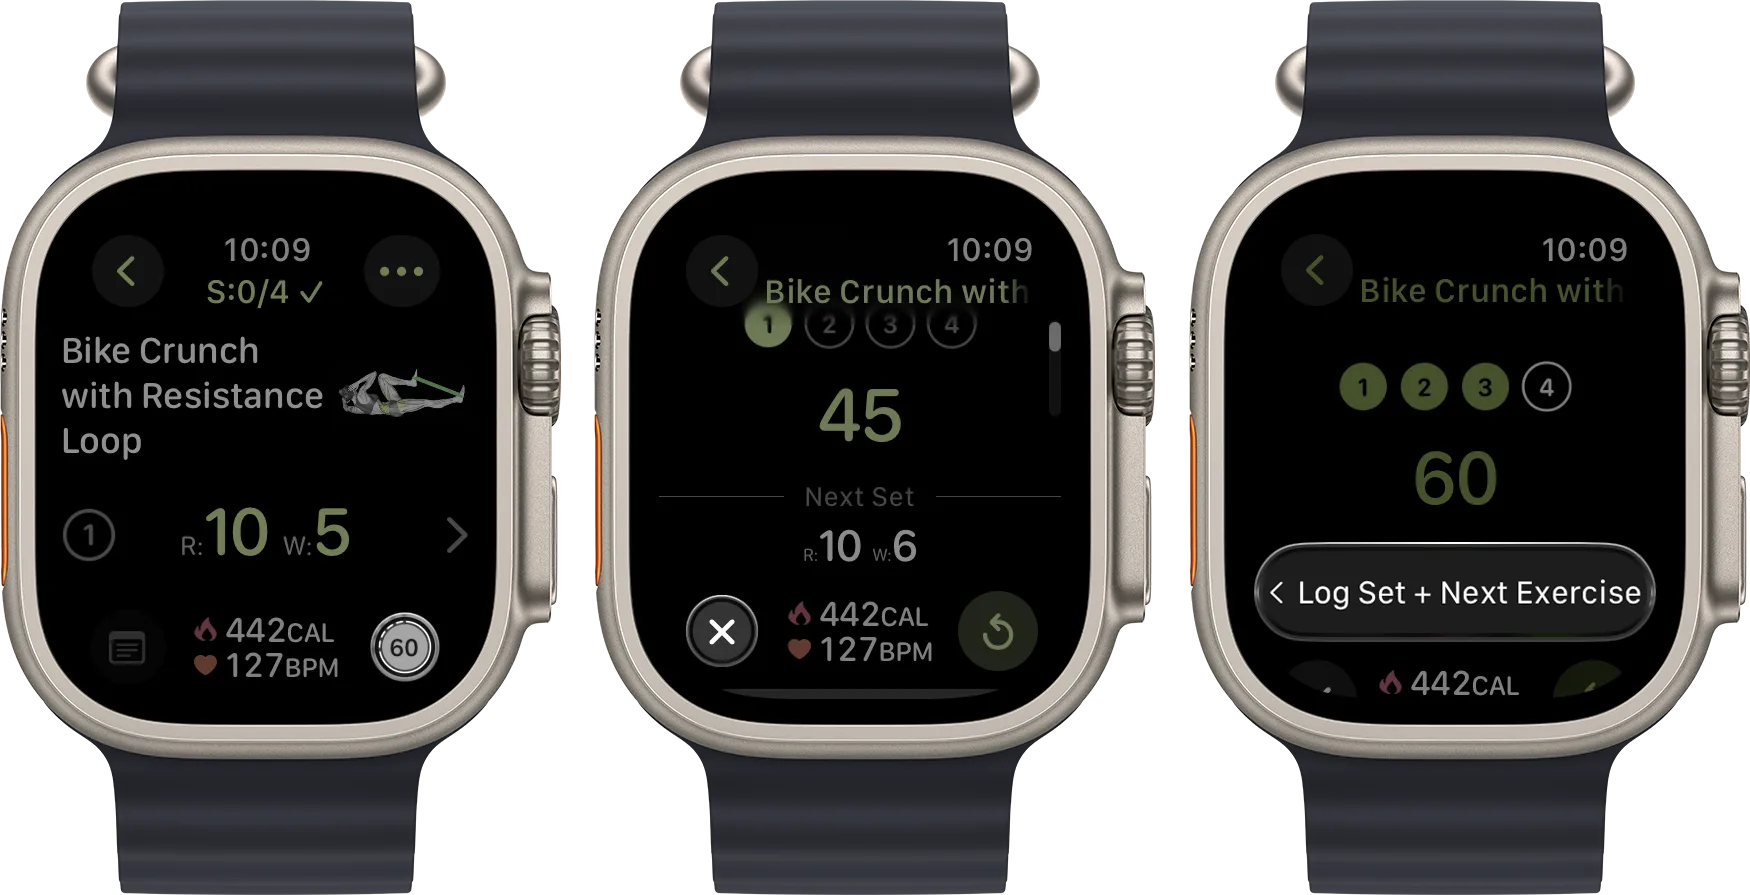 10:09
S:0/4 ✓
Bike Crunch
with Resistance
Loop
1 R:10 W:5
442CAL
127BPM
60
10:09
Bike Crunch with
1 2 3 4
45
Next Set
R:10 W:6
442CAL
127BPM
10:09
Bike Crunch with
1 2 3 4
60
< Log Set + Next Exercise
442CAL